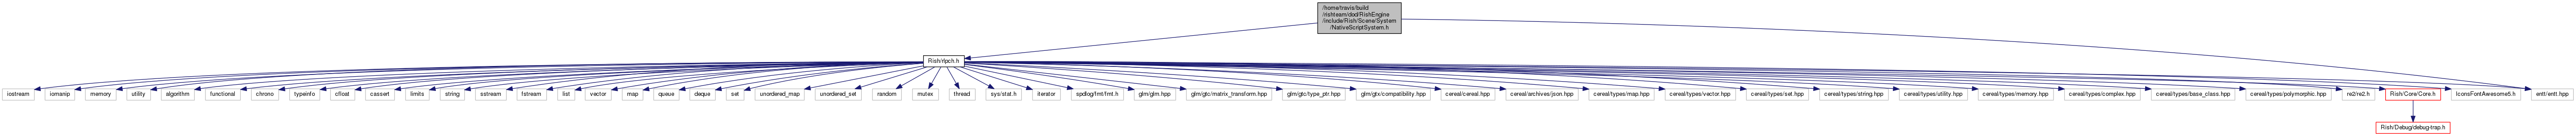 /home/travis/build
/rishteam/dod/RishEngine
/include/Rish/Scene/System
/NativeScriptSystem.h
Rish/rlpch.h
iostream
iomanip
memory
utility
algorithm
functional
chrono
typeinfo
cfloat
cassert
limits
string
sstream
fstream
list
vector
map
queue
deque
set
unordered_map
unordered_set
random
mutex
thread
sys/stat.h
iterator
spdlog/fmt/fmt.h
glm/glm.hpp
glm/gtc/matrix_transform.hpp
glm/gtc/type_ptr.hpp
glm/gtx/compatibility.hpp
cereal/cereal.hpp
cereal/archives/json.hpp
cereal/types/map.hpp
cereal/types/vector.hpp
cereal/types/set.hpp
cereal/types/string.hpp
cereal/types/utility.hpp
cereal/types/memory.hpp
cereal/types/complex.hpp
cereal/types/base_class.hpp
cereal/types/polymorphic.hpp
re2/re2.h
Rish/Core/Core.h
IconsFontAwesome5.h
entt/entt.hpp
Rish/Debug/debug-trap.h